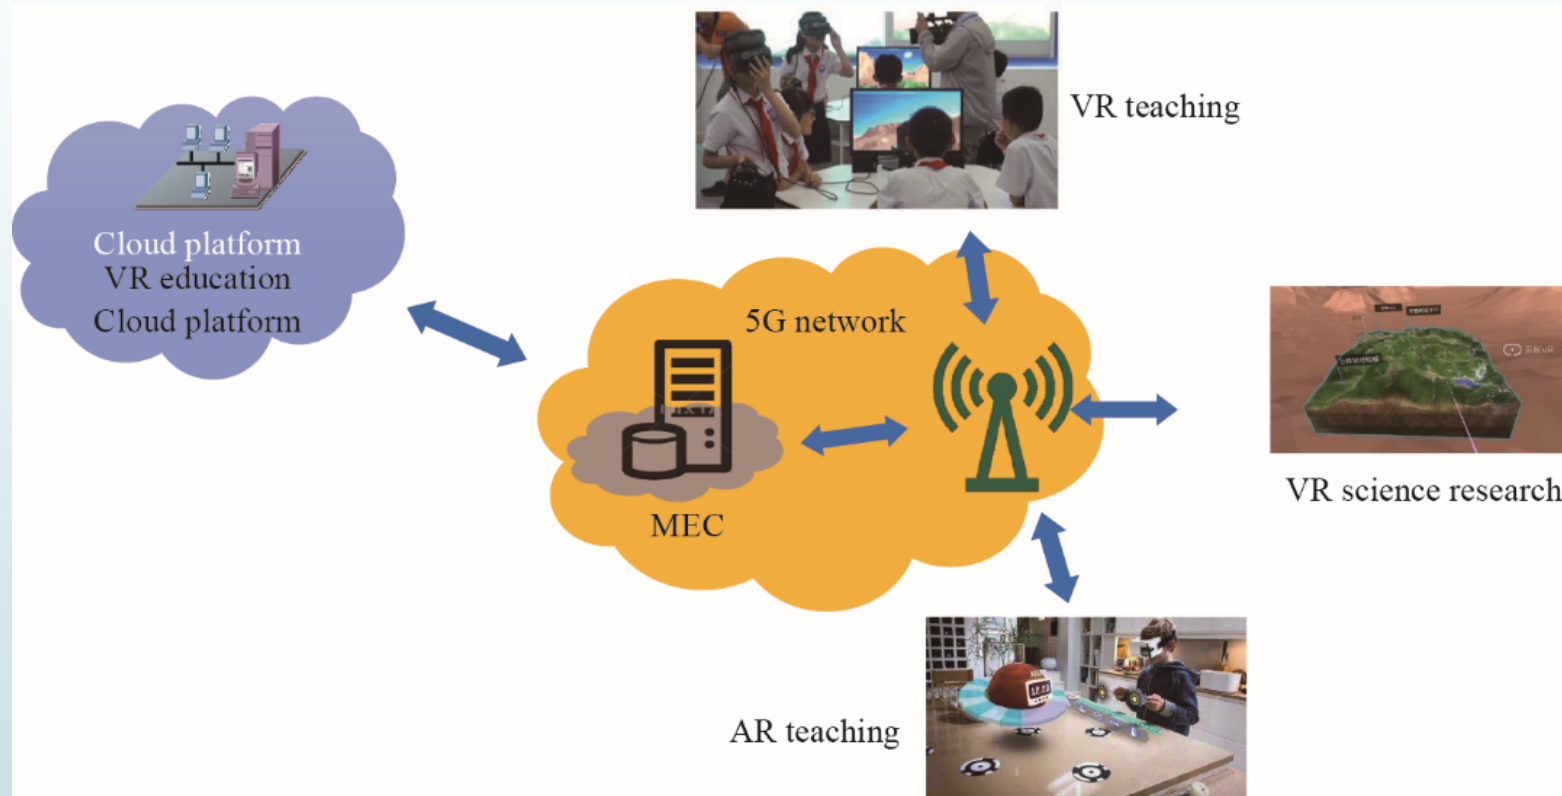 VR teaching
Cloud platform
VR education
Cloud platform
5G network
MEC
VR science research
AR teaching